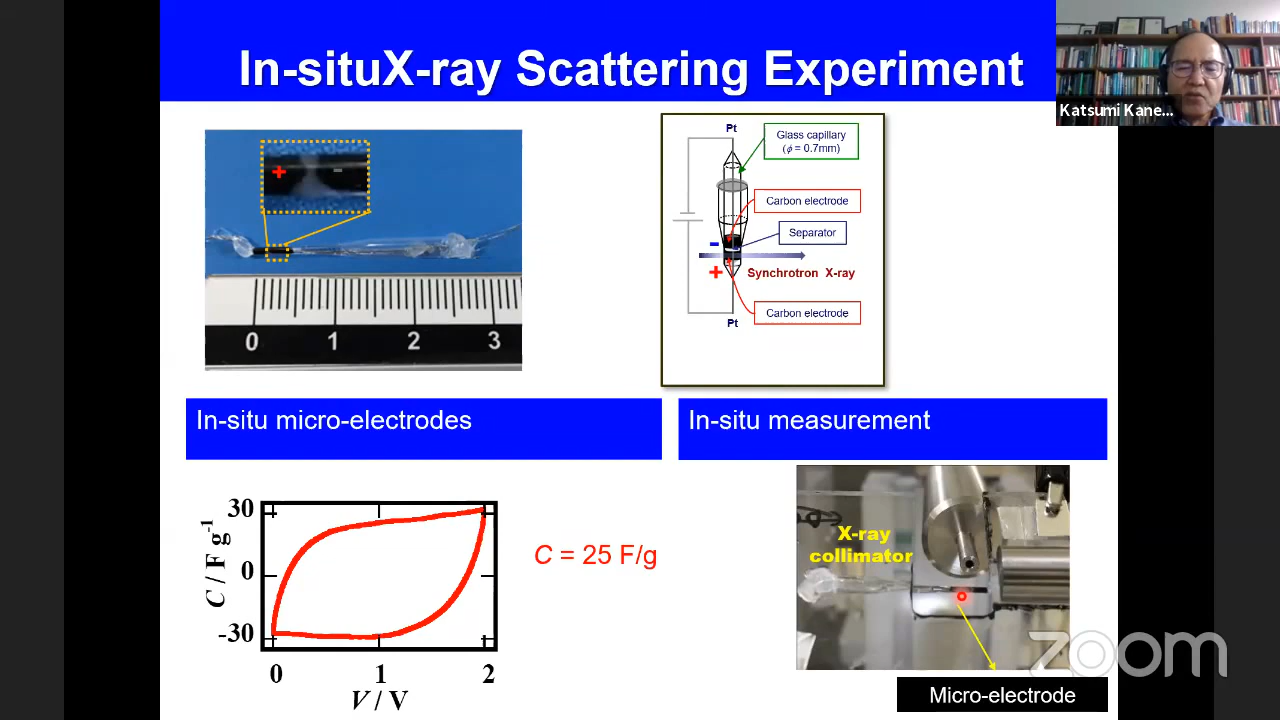 In-situX-ray Scattering Experiment
Katsumi Kane...
+
-
0 1 2 3
Pt
Glass capillary
(ϕ = 0.7mm)
Carbon electrode
Separator
-
+
Synchrotron X-ray
Carbon electrode
Pt
In-situ micro-electrodes
In-situ measurement
30
0
-30
C / F g-1
0 1 2
V / V
C = 25 F/g
X-ray
collimator
Micro-electrode
zoom